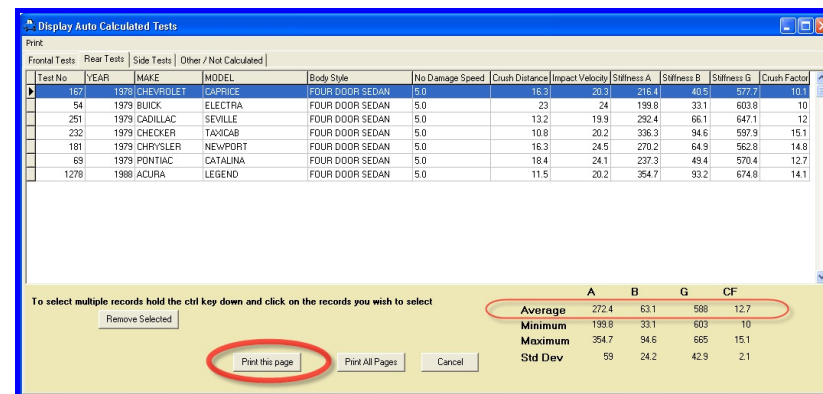 Display Auto Calculated Tests
Print
Frontal Tests Rear Tests Side Tests Other / Not Calculated
Test No YEAR MAKE MODEL Body Style No Damage Speed Crush Distance Impact Velocity Stiffness A Stiffness B Stiffness G Crush Factor
167 1978 CHEVROLET CAPRICE FOUR DOOR SEDAN 5.0 16.3 20.3 216.4 40.5 577.7 10.1
54 1979 BUICK ELECTRA FOUR DOOR SEDAN 5.0 23 24 199.8 33.1 603.8 10
251 1979 CADILLAC SEVILLE FOUR DOOR SEDAN 5.0 13.2 19.9 292.4 66.1 647.1 12
232 1979 CHECKER TAXICAB FOUR DOOR SEDAN 5.0 10.8 20.2 336.3 94.6 597.9 15.1
181 1979 CHRYSLER NEWPORT FOUR DOOR SEDAN 5.0 16.3 24.5 270.2 64.9 562.8 14.8
69 1979 PONTIAC CATALINA FOUR DOOR SEDAN 5.0 18.4 24.1 237.3 49.4 570.4 12.7
1278 1988 ACURA LEGEND FOUR DOOR SEDAN 5.0 11.5 20.2 354.7 93.2 674.8 14.1
A B G CF
To select multiple records hold the ctrl key down and click on the records you wish to select
Average 272.4 63.1 588 12.7
Remove Selected
Minimum 199.8 33.1 603 10
Maximum 354.7 94.6 665 15.1
Print this page Print All Pages Cancel
Std Dev 59 24.2 42.9 2.1